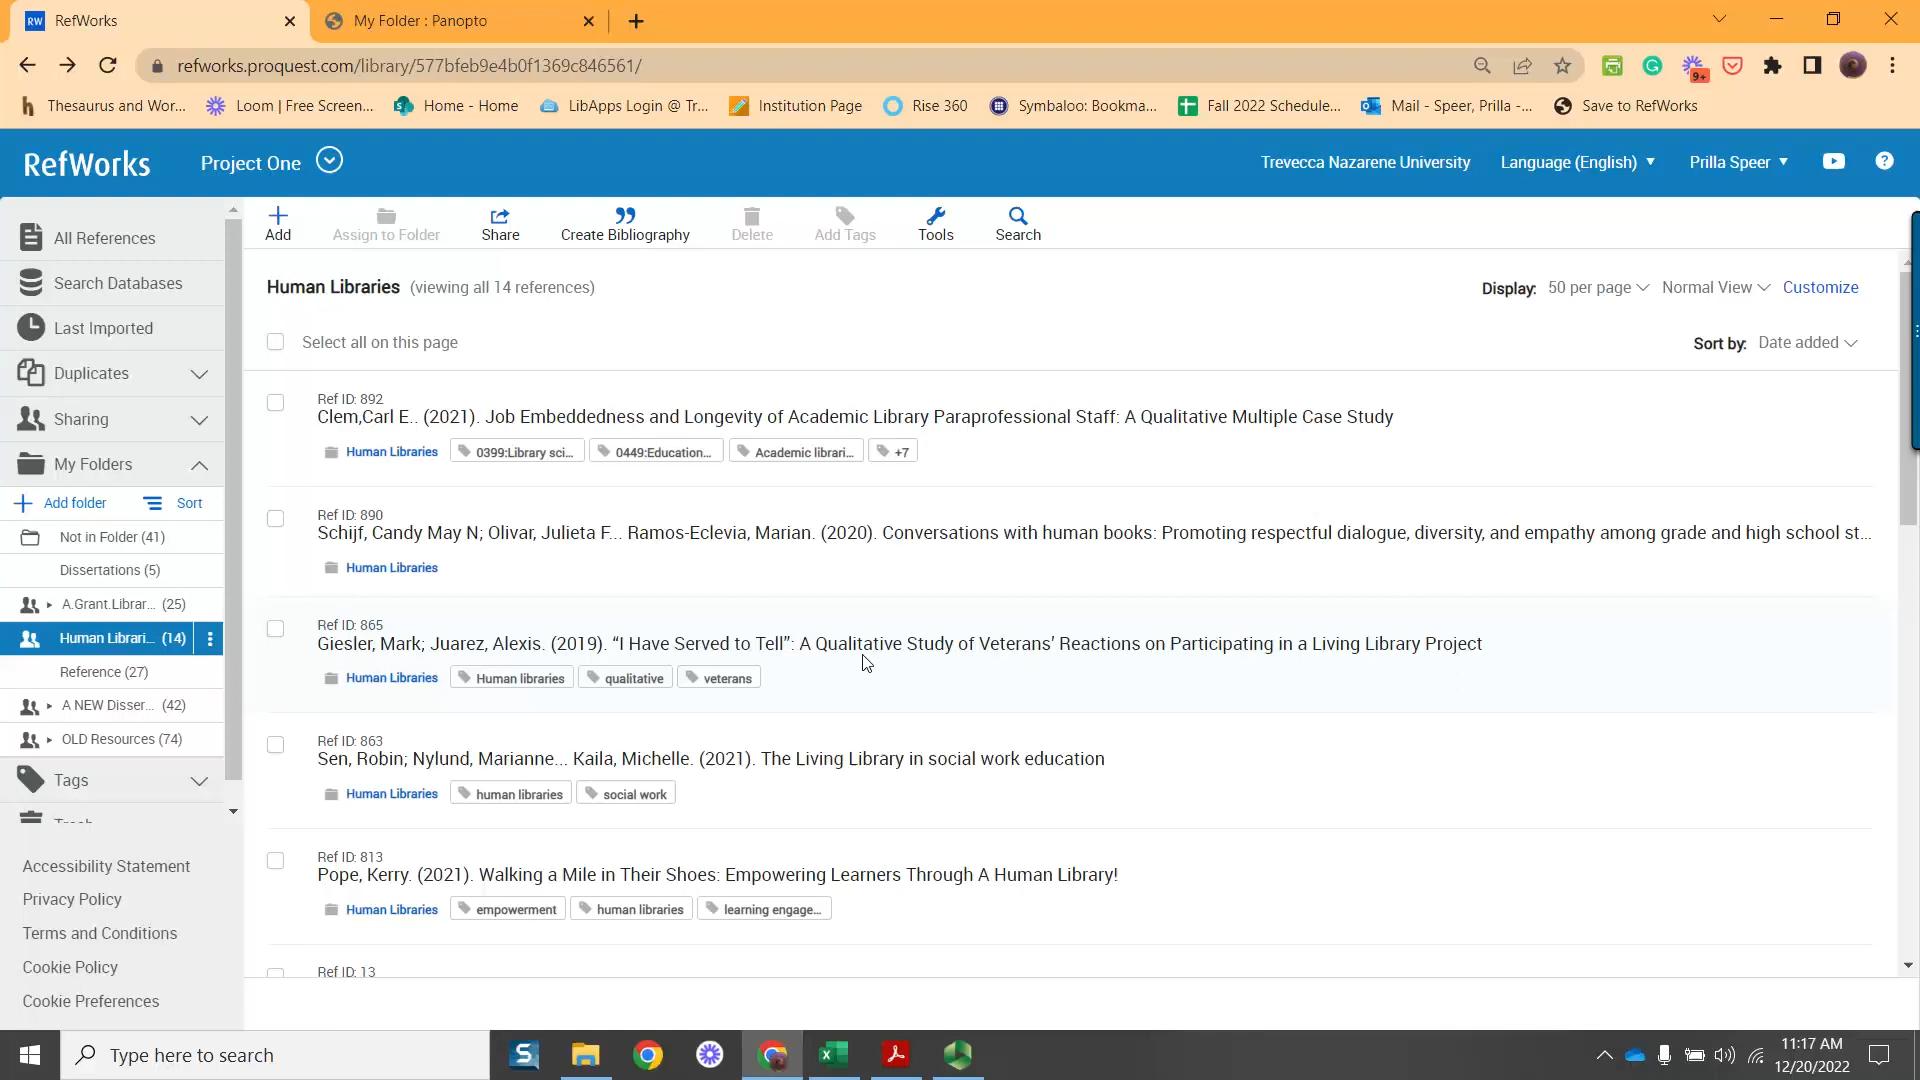 RW RefWorks
My Folder : Panopto
refworks.proquest.com/library/577bfeb9e4b0f1369c846561/
9+
h Thesaurus and Wor...
Loom | Free Screen...
Home - Home
LibApps Login @ Tr...
Institution Page
Rise 360
Symbaloo: Bookma...
Fall 2022 Schedule...
Mail - Speer, Prilla -...
Save to RefWorks
RefWorks
Project One
Trevecca Nazarene University
Language (English)
Prilla Speer
?
All References
Search Databases
Last Imported
Duplicates
Sharing
My Folders
Add folder
Sort
Not in Folder (41)
Dissertations (5)
A.Grant.Librar... (25)
Human Librari... (14)
Reference (27)
A NEW Disser... (42)
OLD Resources (74)
Tags
Trash
Accessibility Statement
Privacy Policy
Terms and Conditions
Cookie Policy
Cookie Preferences
Add
Assign to Folder
Share
Create Bibliography
Delete
Add Tags
Tools
Search
Human Libraries (viewing all 14 references)
Display: 50 per page Normal View Customize
Select all on this page
Sort by: Date added
Ref ID: 892
Clem,Carl E.. (2021). Job Embeddedness and Longevity of Academic Library Paraprofessional Staff: A Qualitative Multiple Case Study
Human Libraries 0399:Library sci... 0449:Education... Academic librari... +7
Ref ID: 890
Schijf, Candy May N; Olivar, Julieta F... Ramos-Eclevia, Marian. (2020). Conversations with human books: Promoting respectful dialogue, diversity, and empathy among grade and high school st...
Human Libraries
Ref ID: 865
Giesler, Mark; Juarez, Alexis. (2019). “I Have Served to Tell”: A Qualitative Study of Veterans’ Reactions on Participating in a Living Library Project
Human Libraries Human libraries qualitative veterans
Ref ID: 863
Sen, Robin; Nylund, Marianne... Kaila, Michelle. (2021). The Living Library in social work education
Human Libraries human libraries social work
Ref ID: 813
Pope, Kerry. (2021). Walking a Mile in Their Shoes: Empowering Learners Through A Human Library!
Human Libraries empowerment human libraries learning engage...
Ref ID: 13
Type here to search
11:17 AM
12/20/2022